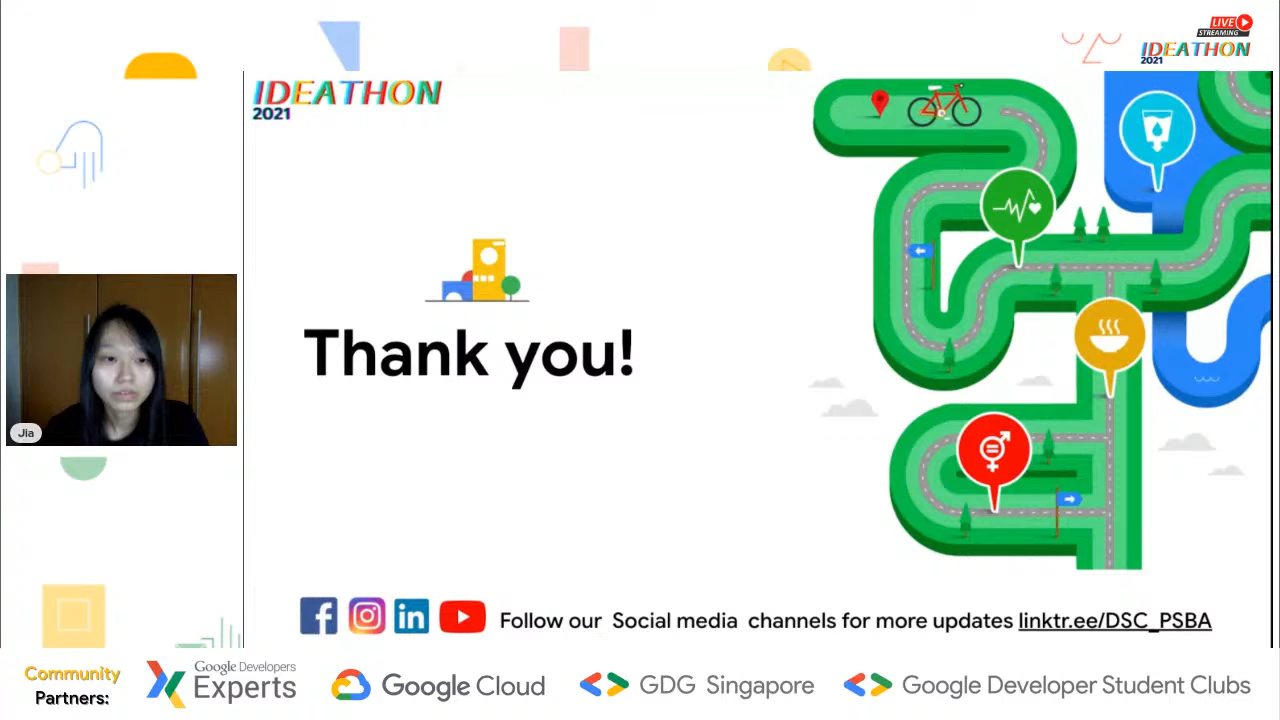 LIVE
STREAMING
IDEATHON
2021
IDEATHON
2021
Thank you!
Jia
Follow our Social media channels for more updates linktr.ee/DSC_PSBA
Community
Partners:
Google Developers
Experts
Google Cloud
GDG Singapore
Google Developer Student Clubs